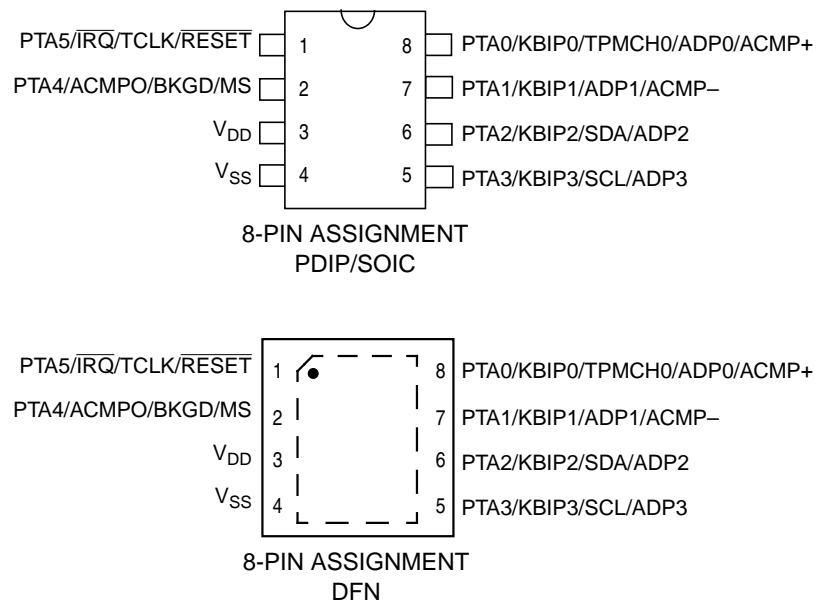 PTA5/IRQ/TCLK/RESET 1 8 PTA0/KBIP0/TPMCH0/ADP0/ACMP+
PTA4/ACMPO/BKGD/MS 2 7 PTA1/KBIP1/ADP1/ACMP–
VDD 3 6 PTA2/KBIP2/SDA/ADP2
VSS 4 5 PTA3/KBIP3/SCL/ADP3
8-PIN ASSIGNMENT
PDIP/SOIC
PTA5/IRQ/TCLK/RESET 1 8 PTA0/KBIP0/TPMCH0/ADP0/ACMP+
PTA4/ACMPO/BKGD/MS 2 7 PTA1/KBIP1/ADP1/ACMP–
VDD 3 6 PTA2/KBIP2/SDA/ADP2
VSS 4 5 PTA3/KBIP3/SCL/ADP3
8-PIN ASSIGNMENT
DFN